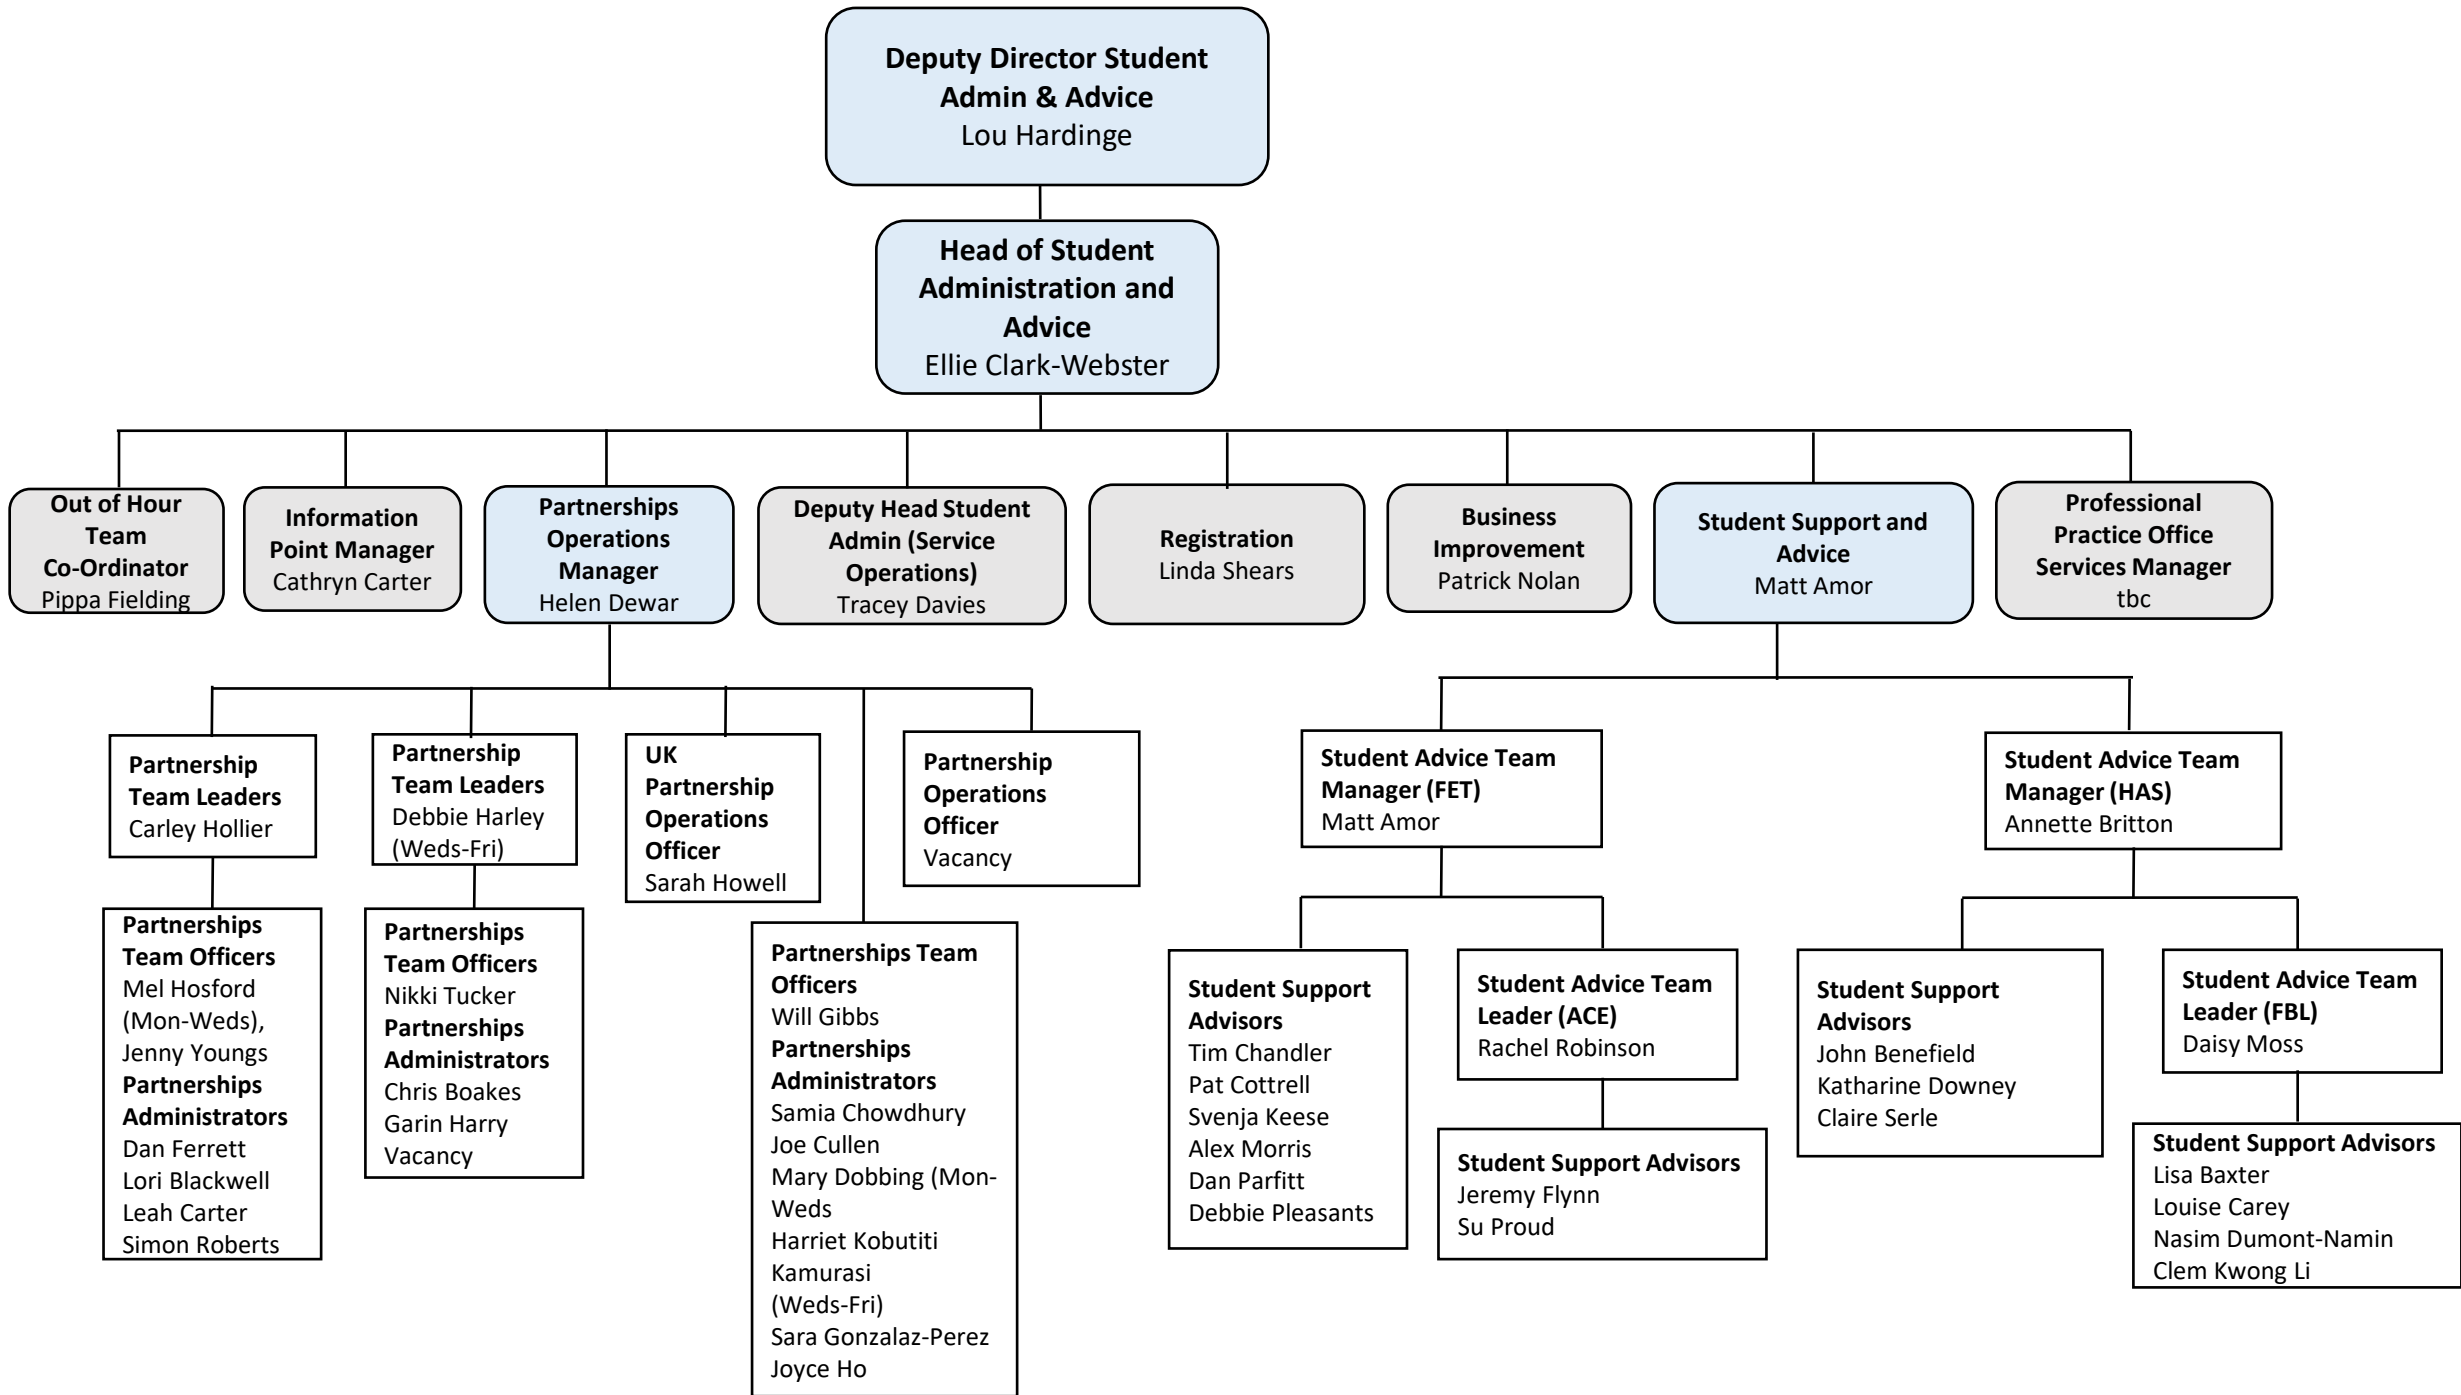 Deputy Director Student
Admin & Advice
Lou Hardinge
Head of Student
Administration and
Advice
Ellie Clark-Webster
Out of Hour
Team
Co-Ordinator
Pippa Fielding
Information
Point Manager
Cathryn Carter
Partnerships
Operations
Manager
Helen Dewar
Deputy Head Student
Admin (Service
Operations)
Tracey Davies
Registration
Linda Shears
Business
Improvement
Patrick Nolan
Student Support and
Advice
Matt Amor
Professional
Practice Office
Services Manager
tbc
Partnership
Team Leaders
Carley Hollier
Partnership
Team Leaders
Debbie Harley
(Weds-Fri)
UK
Partnership
Operations
Officer
Sarah Howell
Partnership
Operations
Officer
Vacancy
Student Advice Team
Manager (FET)
Matt Amor
Student Advice Team
Manager (HAS)
Annette Britton
Partnerships
Team Officers
Mel Hosford
(Mon-Weds),
Jenny Youngs
Partnerships
Administrators
Dan Ferrett
Lori Blackwell
Leah Carter
Simon Roberts
Partnerships
Team Officers
Nikki Tucker
Partnerships
Administrators
Chris Boakes
Garin Harry
Vacancy
Partnerships Team
Officers
Will Gibbs
Partnerships
Administrators
Samia Chowdhury
Joe Cullen
Mary Dobbing (Mon-
Weds
Harriet Kobutiti
Kamurasi
(Weds-Fri)
Sara Gonzalaz-Perez
Joyce Ho
Student Support
Advisors
Tim Chandler
Pat Cottrell
Svenja Keese
Alex Morris
Dan Parfitt
Debbie Pleasants
Student Advice Team
Leader (ACE)
Rachel Robinson
Student Support Advisors
Jeremy Flynn
Su Proud
Student Support
Advisors
John Benefield
Katharine Downey
Claire Serle
Student Advice Team
Leader (FBL)
Daisy Moss
Student Support Advisors
Lisa Baxter
Louise Carey
Nasim Dumont-Namin
Clem Kwong Li